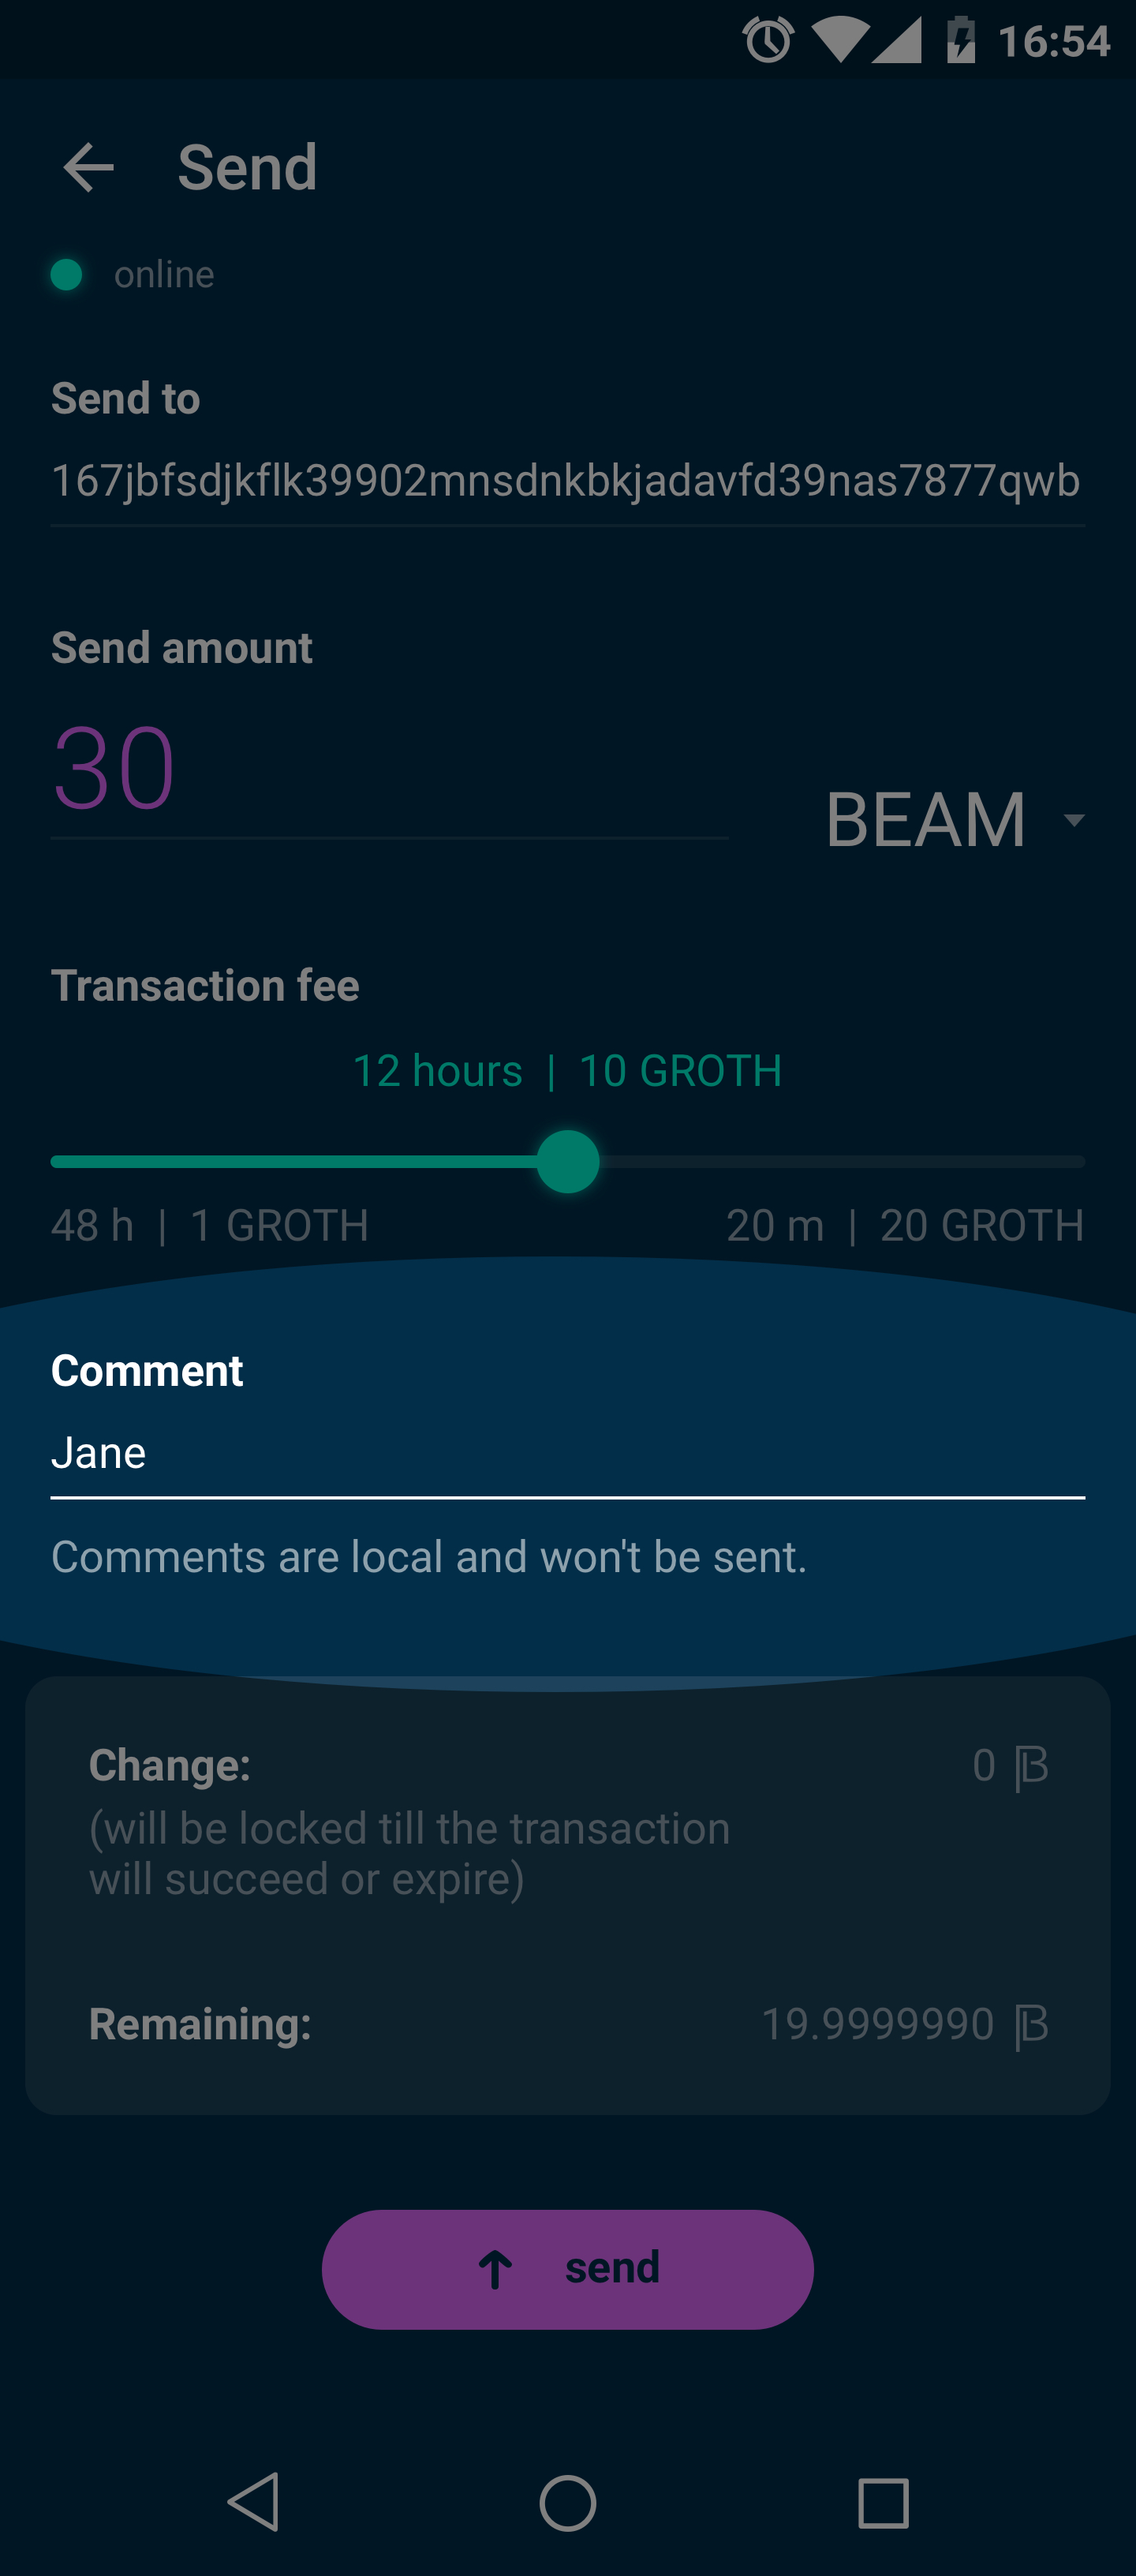 16:54
Send
online
Send to
167jbfsdjkflk39902mnsdnkbkjadavfd39nas7877qwb
Send amount
30
BEAM
Transaction fee
12 hours | 10 GROTH
48 h | 1 GROTH 20 m | 20 GROTH
Comment
Jane
Comments are local and won't be sent.
Change: 0
(will be locked till the transaction
will succeed or expire)
Remaining: 19.9999990
send